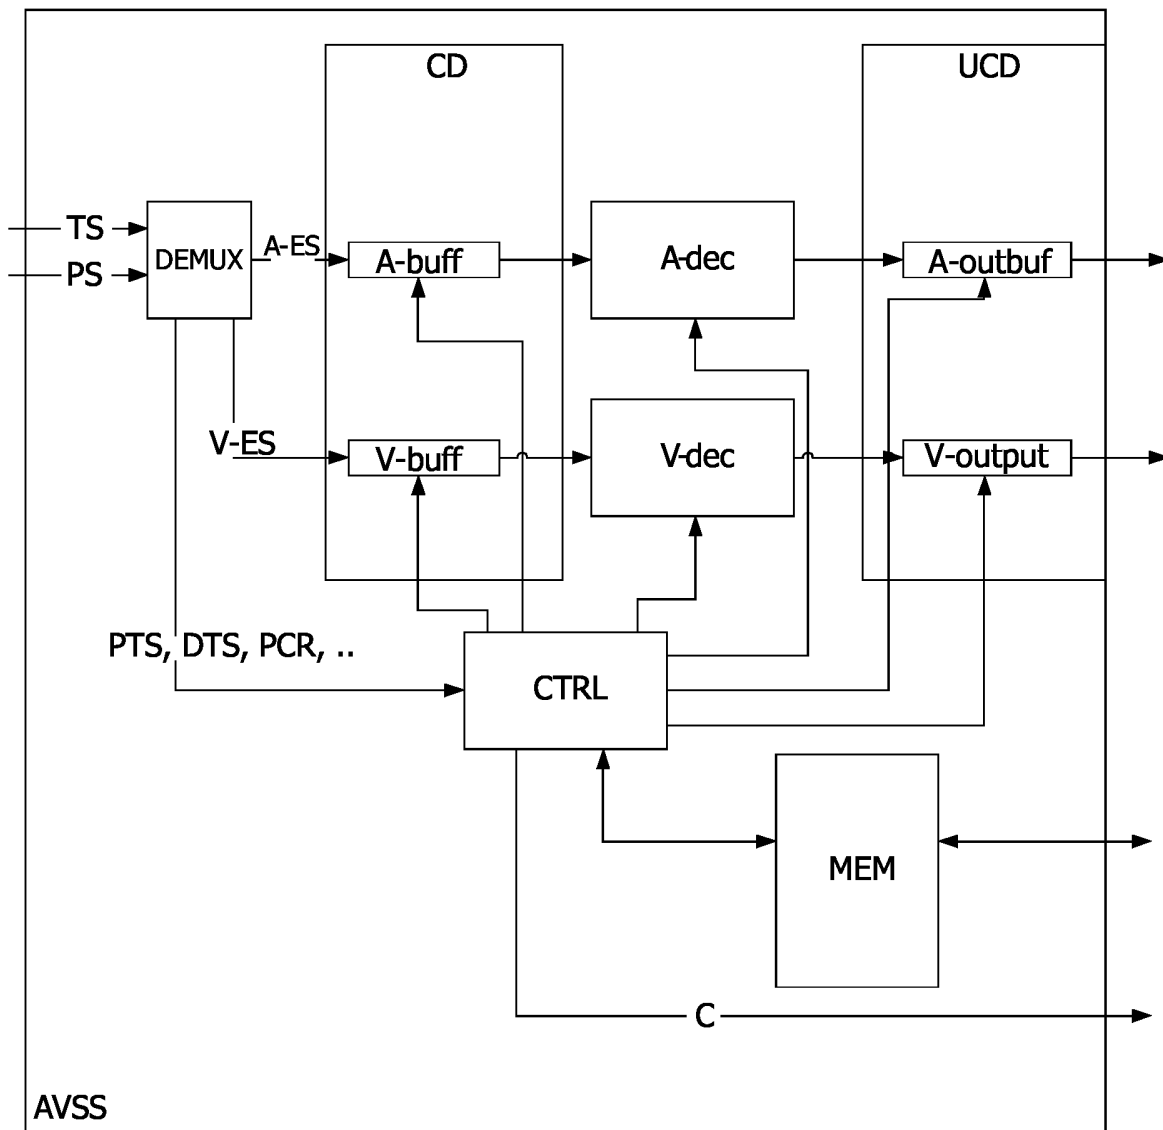 CD
UCD
TS
PS
DEMUX
A-ES
A-buff
A-dec
A-outbuf
V-ES
V-buff
V-dec
V-output
PTS, DTS, PCR, ..
CTRL
MEM
C
AVSS